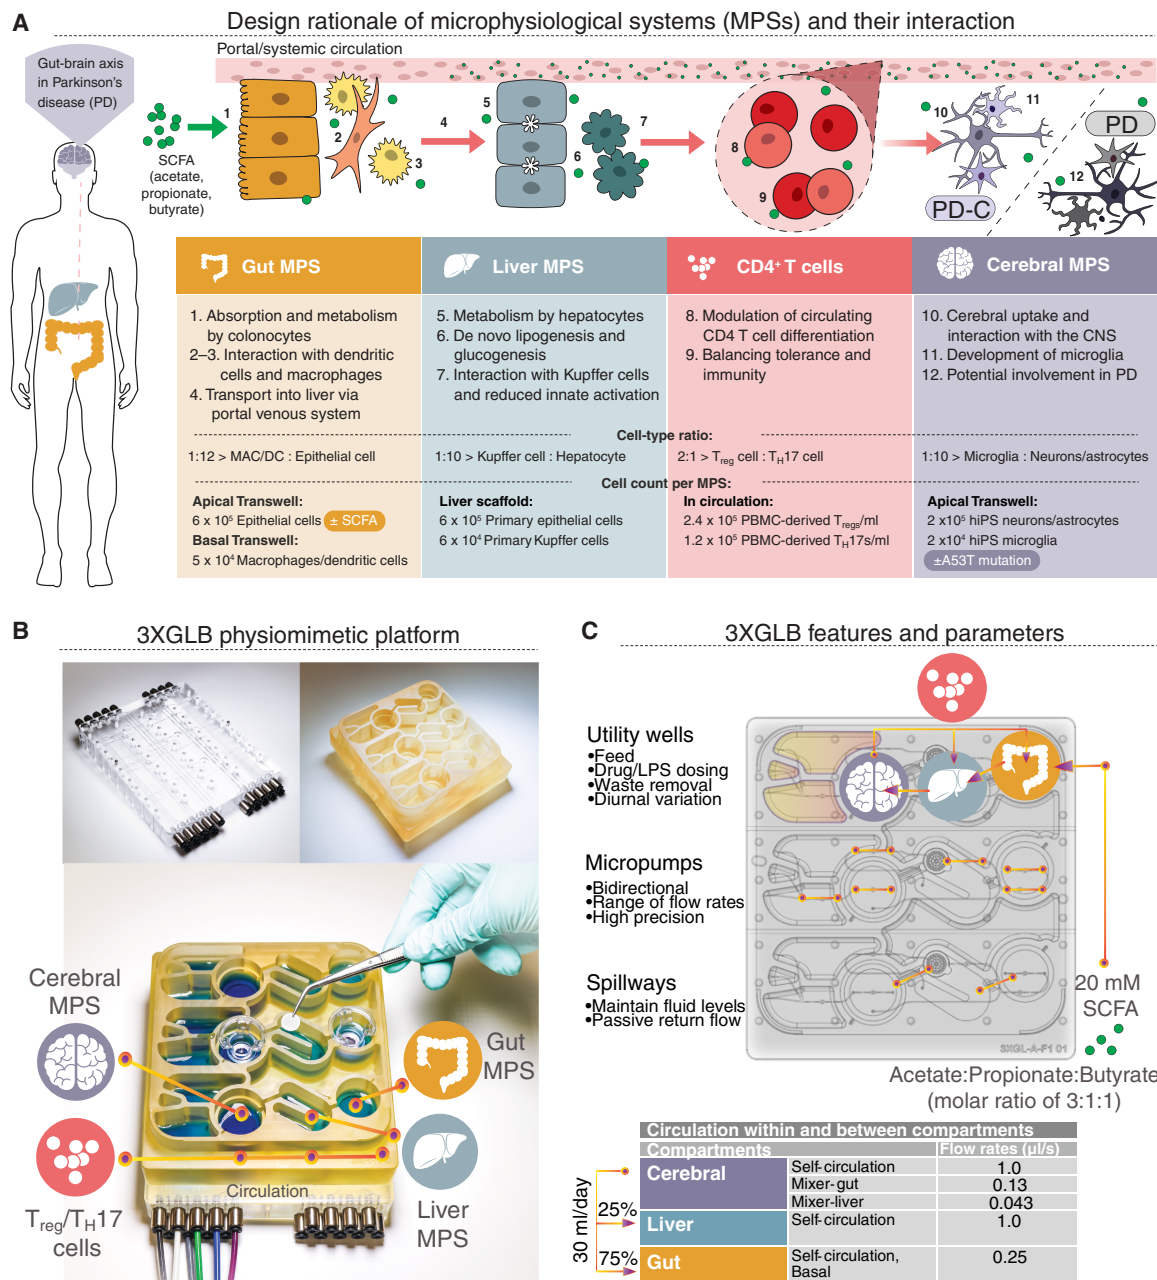 A
Design rationale of microphysiological systems (MPSs) and their interaction
Portal/systemic circulation
Gut-brain axis
in Parkinson's
disease (PD)
SCFA
(acetate,
propionate,
butyrate)
1
2
3
4
5
6
7
8
9
10
11
12
PD
PD-C
Gut MPS
Liver MPS
CD4+ T cells
Cerebral MPS
1. Absorption and metabolism
by colonocytes
2–3. Interaction with dendritic
cells and macrophages
4. Transport into liver via
portal venous system
5. Metabolism by hepatocytes
6. De novo lipogenesis and
glucogenesis
7. Interaction with Kupffer cells
and reduced innate activation
8. Modulation of circulating
CD4 T cell differentiation
9. Balancing tolerance and
immunity
10. Cerebral uptake and
interaction with the CNS
11. Development of microglia
12. Potential involvement in PD
Cell-type ratio:
1:12 > MAC/DC : Epithelial cell
1:10 > Kupffer cell : Hepatocyte
2:1 > Treg cell : TH17 cell
1:10 > Microglia : Neurons/astrocytes
Cell count per MPS:
Apical Transwell:
6 x 10⁵ Epithelial cells ± SCFA
Basal Transwell:
5 x 10⁴ Macrophages/dendritic cells
Liver scaffold:
6 x 10⁵ Primary epithelial cells
6 x 10⁴ Primary Kupffer cells
In circulation:
2.4 x 10⁵ PBMC-derived Tregs/ml
1.2 x 10⁵ PBMC-derived TH17s/ml
Apical Transwell:
2 x10⁵ hiPS neurons/astrocytes
2 x10⁴ hiPS microglia
±A53T mutation
B
3XGLB physiomimetic platform
Cerebral
MPS
Gut
MPS
Circulation
Treg/TH17
cells
Liver
MPS
C
3XGLB features and parameters
Utility wells
•Feed
•Drug/LPS dosing
•Waste removal
•Diurnal variation
Micropumps
•Bidirectional
•Range of flow rates
•High precision
Spillways
•Maintain fluid levels
•Passive return flow
20 mM
SCFA
3XGL-A-F1 01
Acetate:Propionate:Butyrate
(molar ratio of 3:1:1)
Circulation within and between compartments
Compartments Flow rates (µl/s)
Cerebral Self-circulation 1.0
Mixer-gut 0.13
Mixer-liver 0.043
Liver Self-circulation 1.0
Gut Self-circulation, 0.25
Basal
30 ml/day
25%
75%